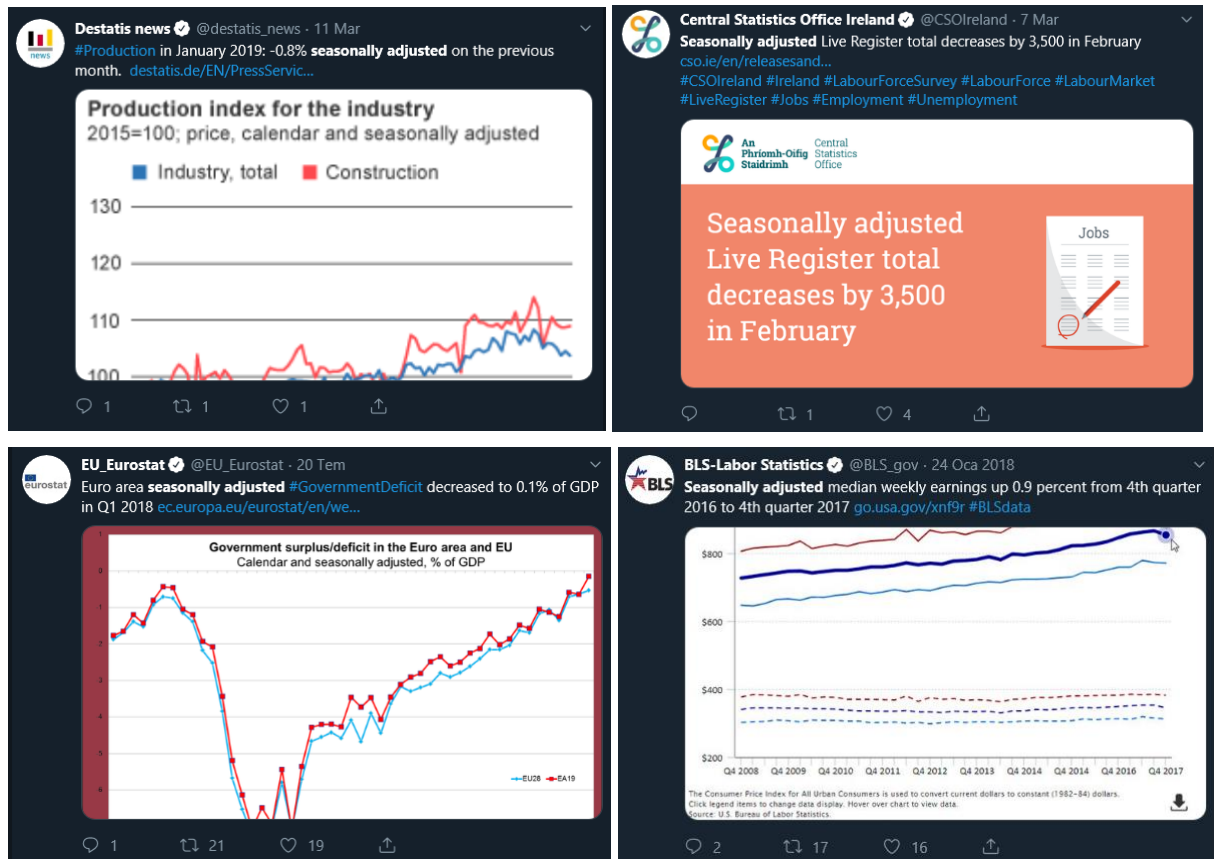 Destatis news @destatis_news · 11 Mar
#Production in January 2019: -0.8% seasonally adjusted on the previous
month. destatis.de/EN/PressServic...
news
Production index for the industry
2015=100; price, calendar and seasonally adjusted
Industry, total Construction
130
120
110
100
1 1 1
Central Statistics Office Ireland @CSOIreland · 7 Mar
Seasonally adjusted Live Register total decreases by 3,500 in February
cso.ie/en/releasesand...
#CSOIreland #Ireland #LabourForceSurvey #LabourForce #LabourMarket
#LiveRegister #Jobs #Employment #Unemployment
An
Phríomh-Oifig
Staidrimh
Central
Statistics
Office
Seasonally adjusted
Live Register total
decreases by 3,500
in February
Jobs
1 4
EU_Eurostat @EU_Eurostat · 20 Tem
Euro area seasonally adjusted #GovernmentDeficit decreased to 0.1% of GDP
in Q1 2018 ec.europa.eu/eurostat/en/we...
eurostat
Government surplus/deficit in the Euro area and EU
Calendar and seasonally adjusted, % of GDP
1
0
1
2
3
4
5
6
EU28 EA19
1 21 19
BLS-Labor Statistics @BLS_gov · 24 Oca 2018
Seasonally adjusted median weekly earnings up 0.9 percent from 4th quarter
2016 to 4th quarter 2017 go.usa.gov/xnf9r #BLSdata
BLS
$800
$600
$400
$200
Q4 2008 Q4 2009 Q4 2010 Q4 2011 Q4 2012 Q4 2013 Q4 2014 Q4 2014 Q4 2016 Q4 2017
The Consumer Price Index for All Urban Consumers is used to convert current dollars to constant (1982-84) dollars.
Click legend items to change data display. Hover over chart to view data.
Source: U.S. Bureau of Labor Statistics.
2 17 16